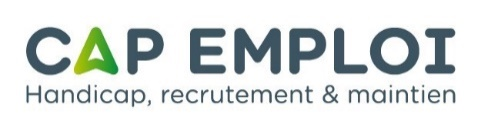 CAP EMPLOI
Handicap, recrutement & maintien